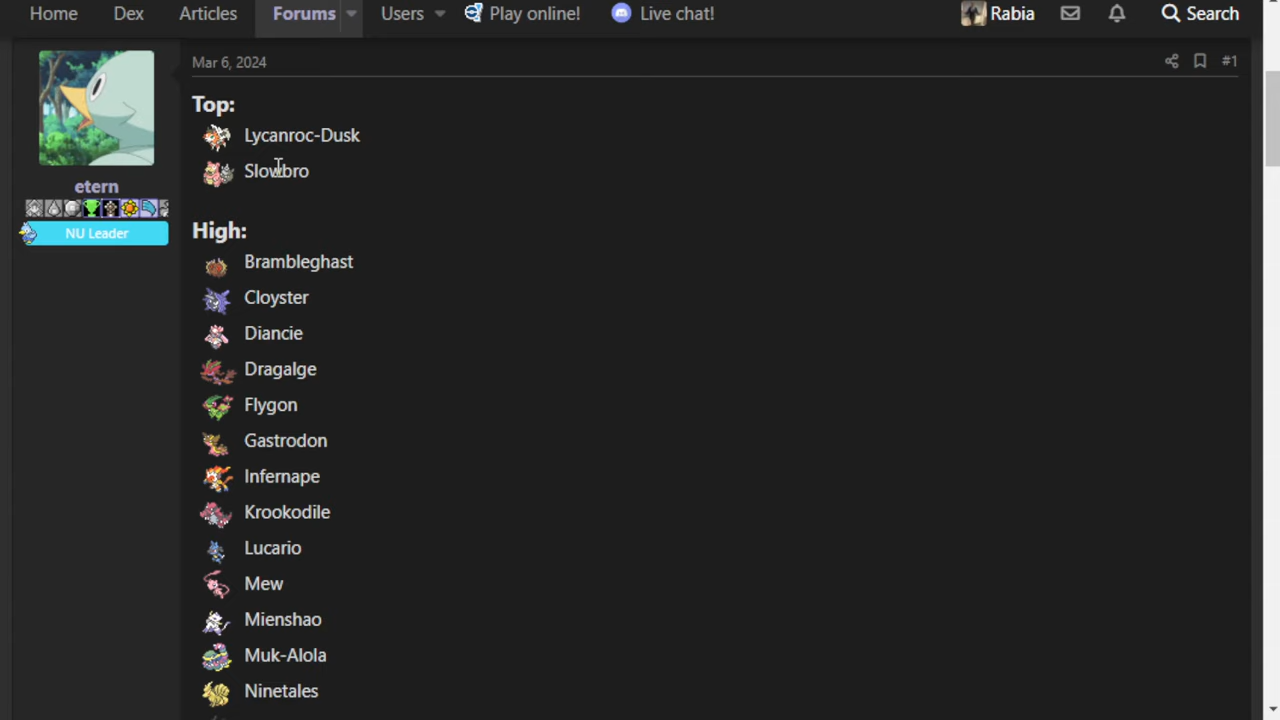 Home Dex Articles Forums Users Play online! Live chat! Rabia Search
Mar 6, 2024 #1
Top:
Lycanroc-Dusk
Slowbro
etern
NU Leader
High:
Brambleghast
Cloyster
Diancie
Dragalge
Flygon
Gastrodon
Infernape
Krookodile
Lucario
Mew
Mienshao
Muk-Alola
Ninetales